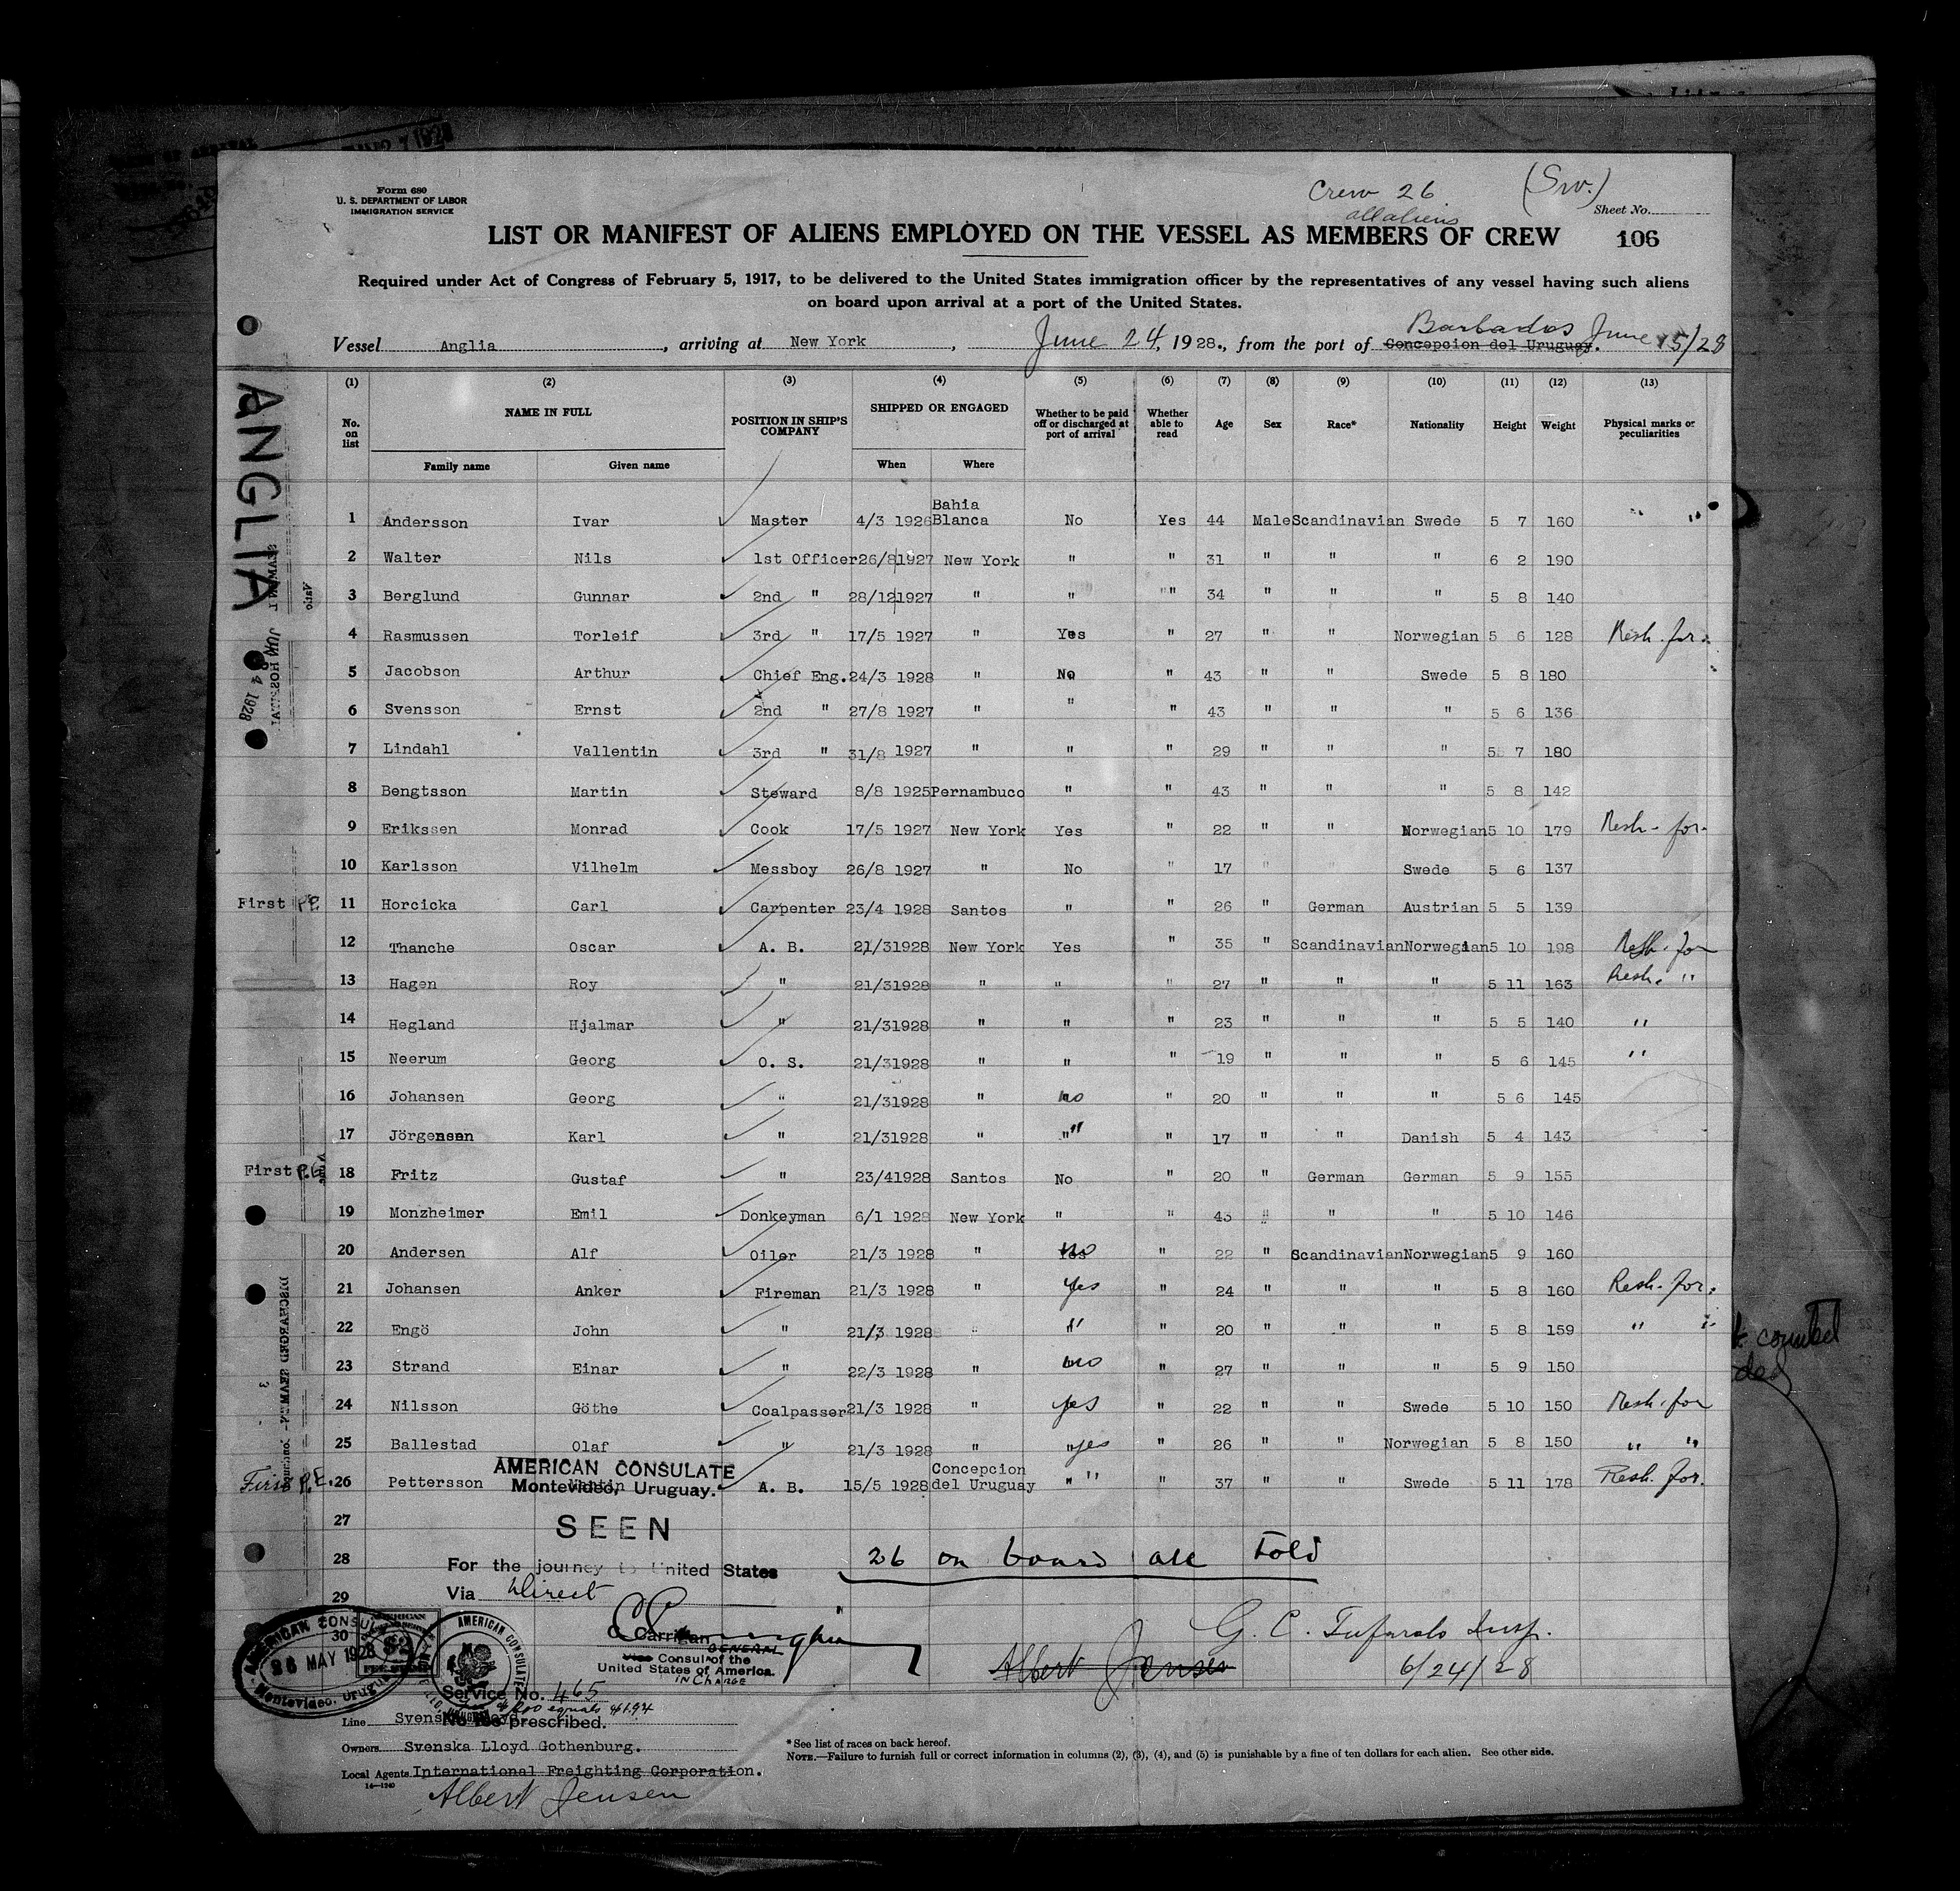 Form 680
U. S. DEPARTMENT OF LABOR
IMMIGRATION SERVICE
Crew 26
all aliens
(Sw.)
Sheet No.
LIST OR MANIFEST OF ALIENS EMPLOYED ON THE VESSEL AS MEMBERS OF CREW 106
Required under Act of Congress of February 5, 1917, to be delivered to the United States immigration officer by the representatives of any vessel having such aliens
on board upon arrival at a port of the United States.
Barbados June 15/28
Vessel Anglia, arriving at New York, June 24, 1928., from the port of Concepcion del Uruguay.
ANGLIA
(1) (2) (3) (4) (5) (6) (7) (8) (9) (10) (11) (12) (13)
No. on list NAME IN FULL Family name Given name POSITION IN SHIP'S COMPANY SHIPPED OR ENGAGED When Where Whether to be paid off or discharged at port of arrival Whether able to read Age Sex Race* Nationality Height Weight Physical marks or peculiarities
1 Andersson Ivar Master 4/3 1926 Bahia Blanca No Yes 44 Male Scandinavian Swede 5 7 160 " "
2 Walter Nils 1st Officer 26/8 1927 New York " " 31 " " " 6 2 190
3 Berglund Gunnar 2nd " 28/12 1927 " " " 34 " " " 5 8 140
4 Rasmussen Torleif 3rd " 17/5 1927 " Yes " 27 " " Norwegian 5 6 128 Resh. for.
5 Jacobson Arthur Chief Eng. 24/3 1928 " No " 43 " " Swede 5 8 180
6 Svensson Ernst 2nd " 27/8 1927 " " " 43 " " " 5 6 136
7 Lindahl Vallentin 3rd " 31/8 1927 " " " 29 " " " 5 7 180
8 Bengtsson Martin Steward 8/8 1925 Pernambuco " " 43 " " " 5 8 142
9 Erikssen Monrad Cook 17/5 1927 New York Yes " 22 " " Norwegian 5 10 179 Resh. for.
10 Karlsson Vilhelm Messboy 26/8 1927 " No " 17 " Swede 5 6 137
First P.E 11 Horcicka Carl Carpenter 23/4 1928 Santos " " 26 " German Austrian 5 5 139
12 Thanche Oscar A. B. 21/3 1928 New York Yes " 35 " Scandinavian Norwegian 5 10 198 Resh. for
13 Hagen Roy " 21/3 1928 " " " 27 " " " 5 11 163 Resh. "
14 Hegland Hjalmar " 21/3 1928 " " " 23 " " " 5 5 140 "
15 Neerum Georg O. S. 21/3 1928 " " " 19 " " " 5 6 145 "
16 Johansen Georg " 21/3 1928 " no " 20 " " " 5 6 145
17 Jörgensen Karl " 21/3 1928 " " " 17 " " Danish 5 4 143
First P.E 18 Fritz Gustaf " 23/4 1928 Santos No " 20 " German German 5 9 155
19 Monzheimer Emil Donkeyman 6/1 1928 New York " " 43 " " " 5 10 146
20 Andersen Alf Oiler 21/3 1928 " no " 22 " Scandinavian Norwegian 5 9 160
21 Johansen Anker Fireman 21/3 1928 " Yes " 24 " " " 5 8 160 Resh. for.
22 Engö John " 21/3 1928 " " " 20 " " " 5 8 159 " "
23 Strand Einar " 22/3 1928 " no " 27 " " " 5 9 150
24 Nilsson Göthe Coalpasser 21/3 1928 " yes " 22 " " Swede 5 10 150 Resh. for
25 Ballestad Olaf " 21/3 1928 " " yes " 26 " " Norwegian 5 8 150 " "
First P.E. 26 Pettersson Martin A. B. 15/5 1928 Concepcion del Uruguay " " " 37 Swede 5 11 178 Resh. for.
AMERICAN CONSULATE
Montevideo, Uruguay.
27
SEEN
28
For the journey to United States
26 on board all told
29
Via Direct
30
C Carrigan
Vice Consul of the
GENERAL
United States of America.
IN CHARGE
AMERICAN CONSULATE
26 MAY 1928
Montevideo, Uruguay
G. C. Tufarolo Insp.
6/24/28
Albert Jensen
Service No. 465
equals $1.94
No fee prescribed.
Line Svenska Lloyd
Owners Svenska Lloyd Gothenburg.
Local Agents International Freighting Corporation.
14—1240
Albert Jensen
*See list of races on back hereof.
NOTE.—Failure to furnish full or correct information in columns (2), (3), (4), and (5) is punishable by a fine of ten dollars for each alien. See other side.